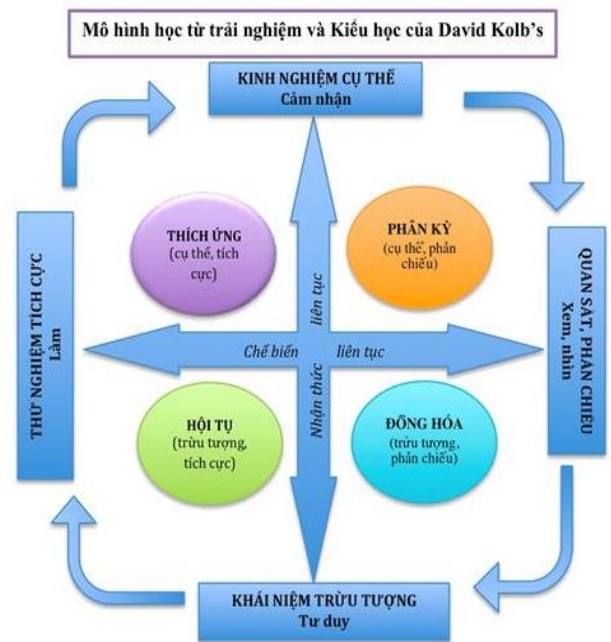 Mô hình học từ trải nghiệm và Kiểu học của David Kolb's
KINH NGHIỆM CỤ THỂ
Cảm nhận
THÍCH ỨNG
(cụ thể, tích
cực)
PHÂN KỲ
(cụ thể, phản
chiếu)
THỬ NGHIỆM TÍCH CỰC
Làm
QUAN SÁT, PHẢN CHIẾU
Xem, nhìn
liên tục
Chế biến
liên tục
Nhận thức
HỘI TỤ
(trừu tượng,
tích cực)
ĐỒNG HÓA
(trừu tượng,
phản chiếu)
KHÁI NIỆM TRỪU TƯỢNG
Tư duy